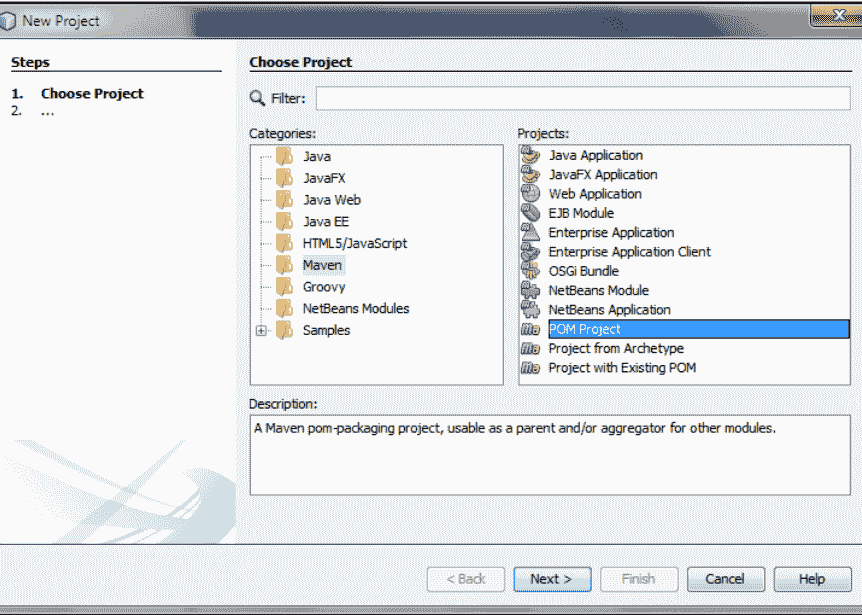 New Project
Steps
1. Choose Project
2. ...
Choose Project
Filter:
Categories:
Java
JavaFX
Java Web
Java EE
HTML5/JavaScript
Maven
Groovy
NetBeans Modules
Samples
Projects:
Java Application
JavaFX Application
Web Application
EJB Module
Enterprise Application
Enterprise Application Client
OSGi Bundle
NetBeans Module
NetBeans Application
POM Project
Project from Archetype
Project with Existing POM
Description:
A Maven pom-packaging project, usable as a parent and/or aggregator for other modules.
< Back
Next >
Finish
Cancel
Help